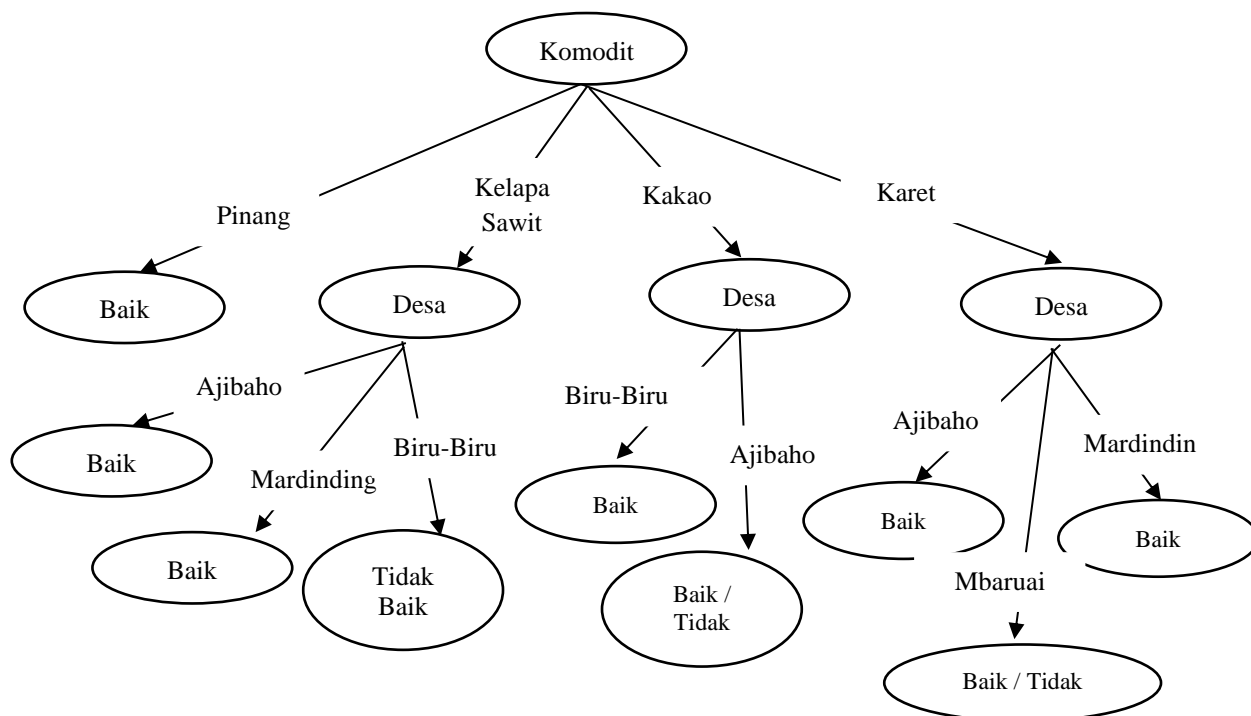 Komodit
Pinang
Kelapa
Sawit
Kakao
Karet
Baik
Desa
Desa
Desa
Ajibaho
Mardinding
Biru-Biru
Baik
Baik
Tidak
Baik
Biru-Biru
Ajibaho
Baik
Baik /
Tidak
Ajibaho
Mbaruai
Mardindin
Baik
Baik / Tidak
Baik